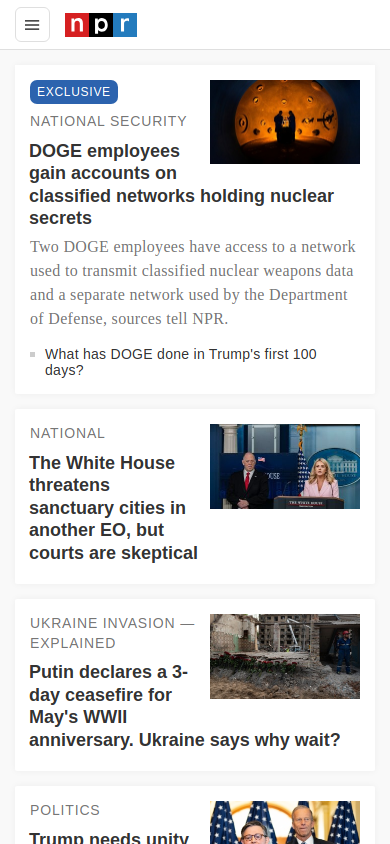 npr
EXCLUSIVE
NATIONAL SECURITY
DOGE employees
gain accounts on
classified networks holding nuclear
secrets
Two DOGE employees have access to a network
used to transmit classified nuclear weapons data
and a separate network used by the Department
of Defense, sources tell NPR.
What has DOGE done in Trump's first 100
days?
NATIONAL
The White House
threatens
sanctuary cities in
another EO, but
courts are skeptical
THE WHITE HOUSE
UKRAINE INVASION —
EXPLAINED
Putin declares a 3-
day ceasefire for
May's WWII
anniversary. Ukraine says why wait?
POLITICS
Trump needs unity